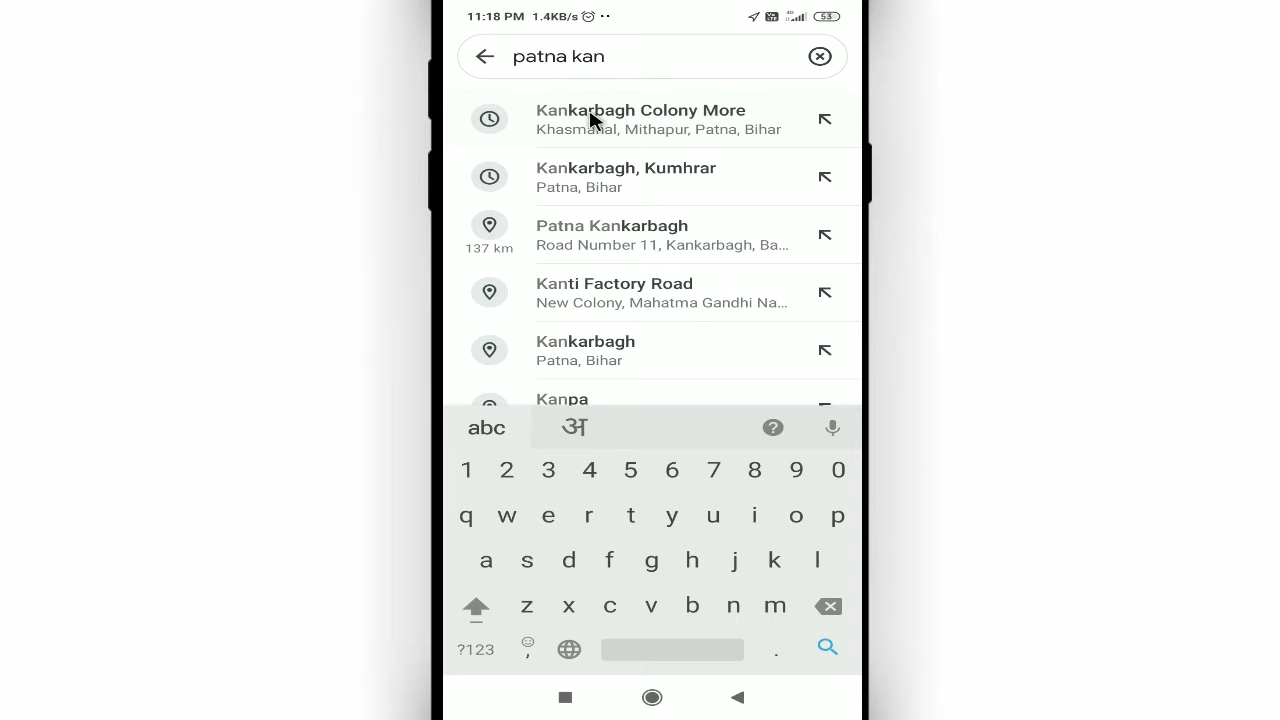 11:18 PM 1.4KB/s 53
patna kan
Kankarbagh Colony More
Khasmahal, Mithapur, Patna, Bihar
Kankarbagh, Kumhrar
Patna, Bihar
Patna Kankarbagh
137 km
Road Number 11, Kankarbagh, Ba...
Kanti Factory Road
New Colony, Mahatma Gandhi Na...
Kankarbagh
Patna, Bihar
Kanpa
abc अ ?
1 2 3 4 5 6 7 8 9 0
q w e r t y u i o p
a s d f g h j k l
z x c v b n m
?123 , .